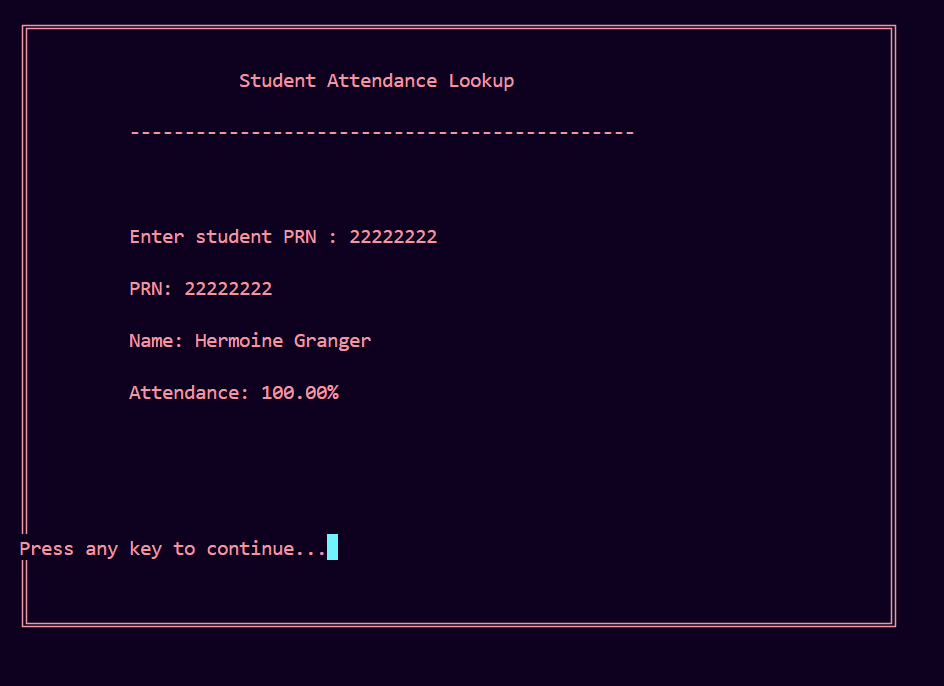 Student Attendance Lookup
----------------------------------------------
Enter student PRN : 22222222
PRN: 22222222
Name: Hermoine Granger
Attendance: 100.00%
Press any key to continue...